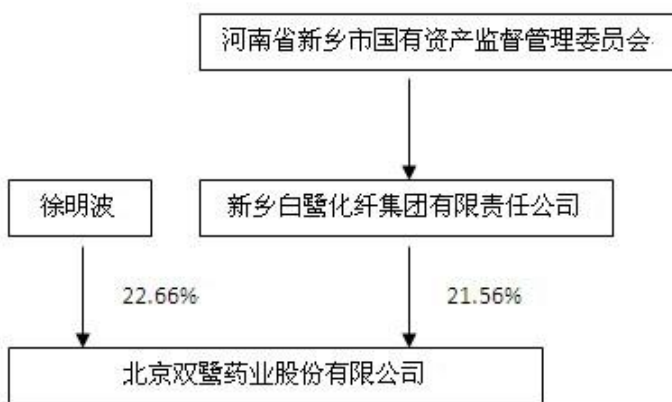 河南省新乡市国有资产监督管理委员会
徐明波
新乡白鹭化纤集团有限责任公司
22.66%
21.56%
北京双鹭药业股份有限公司